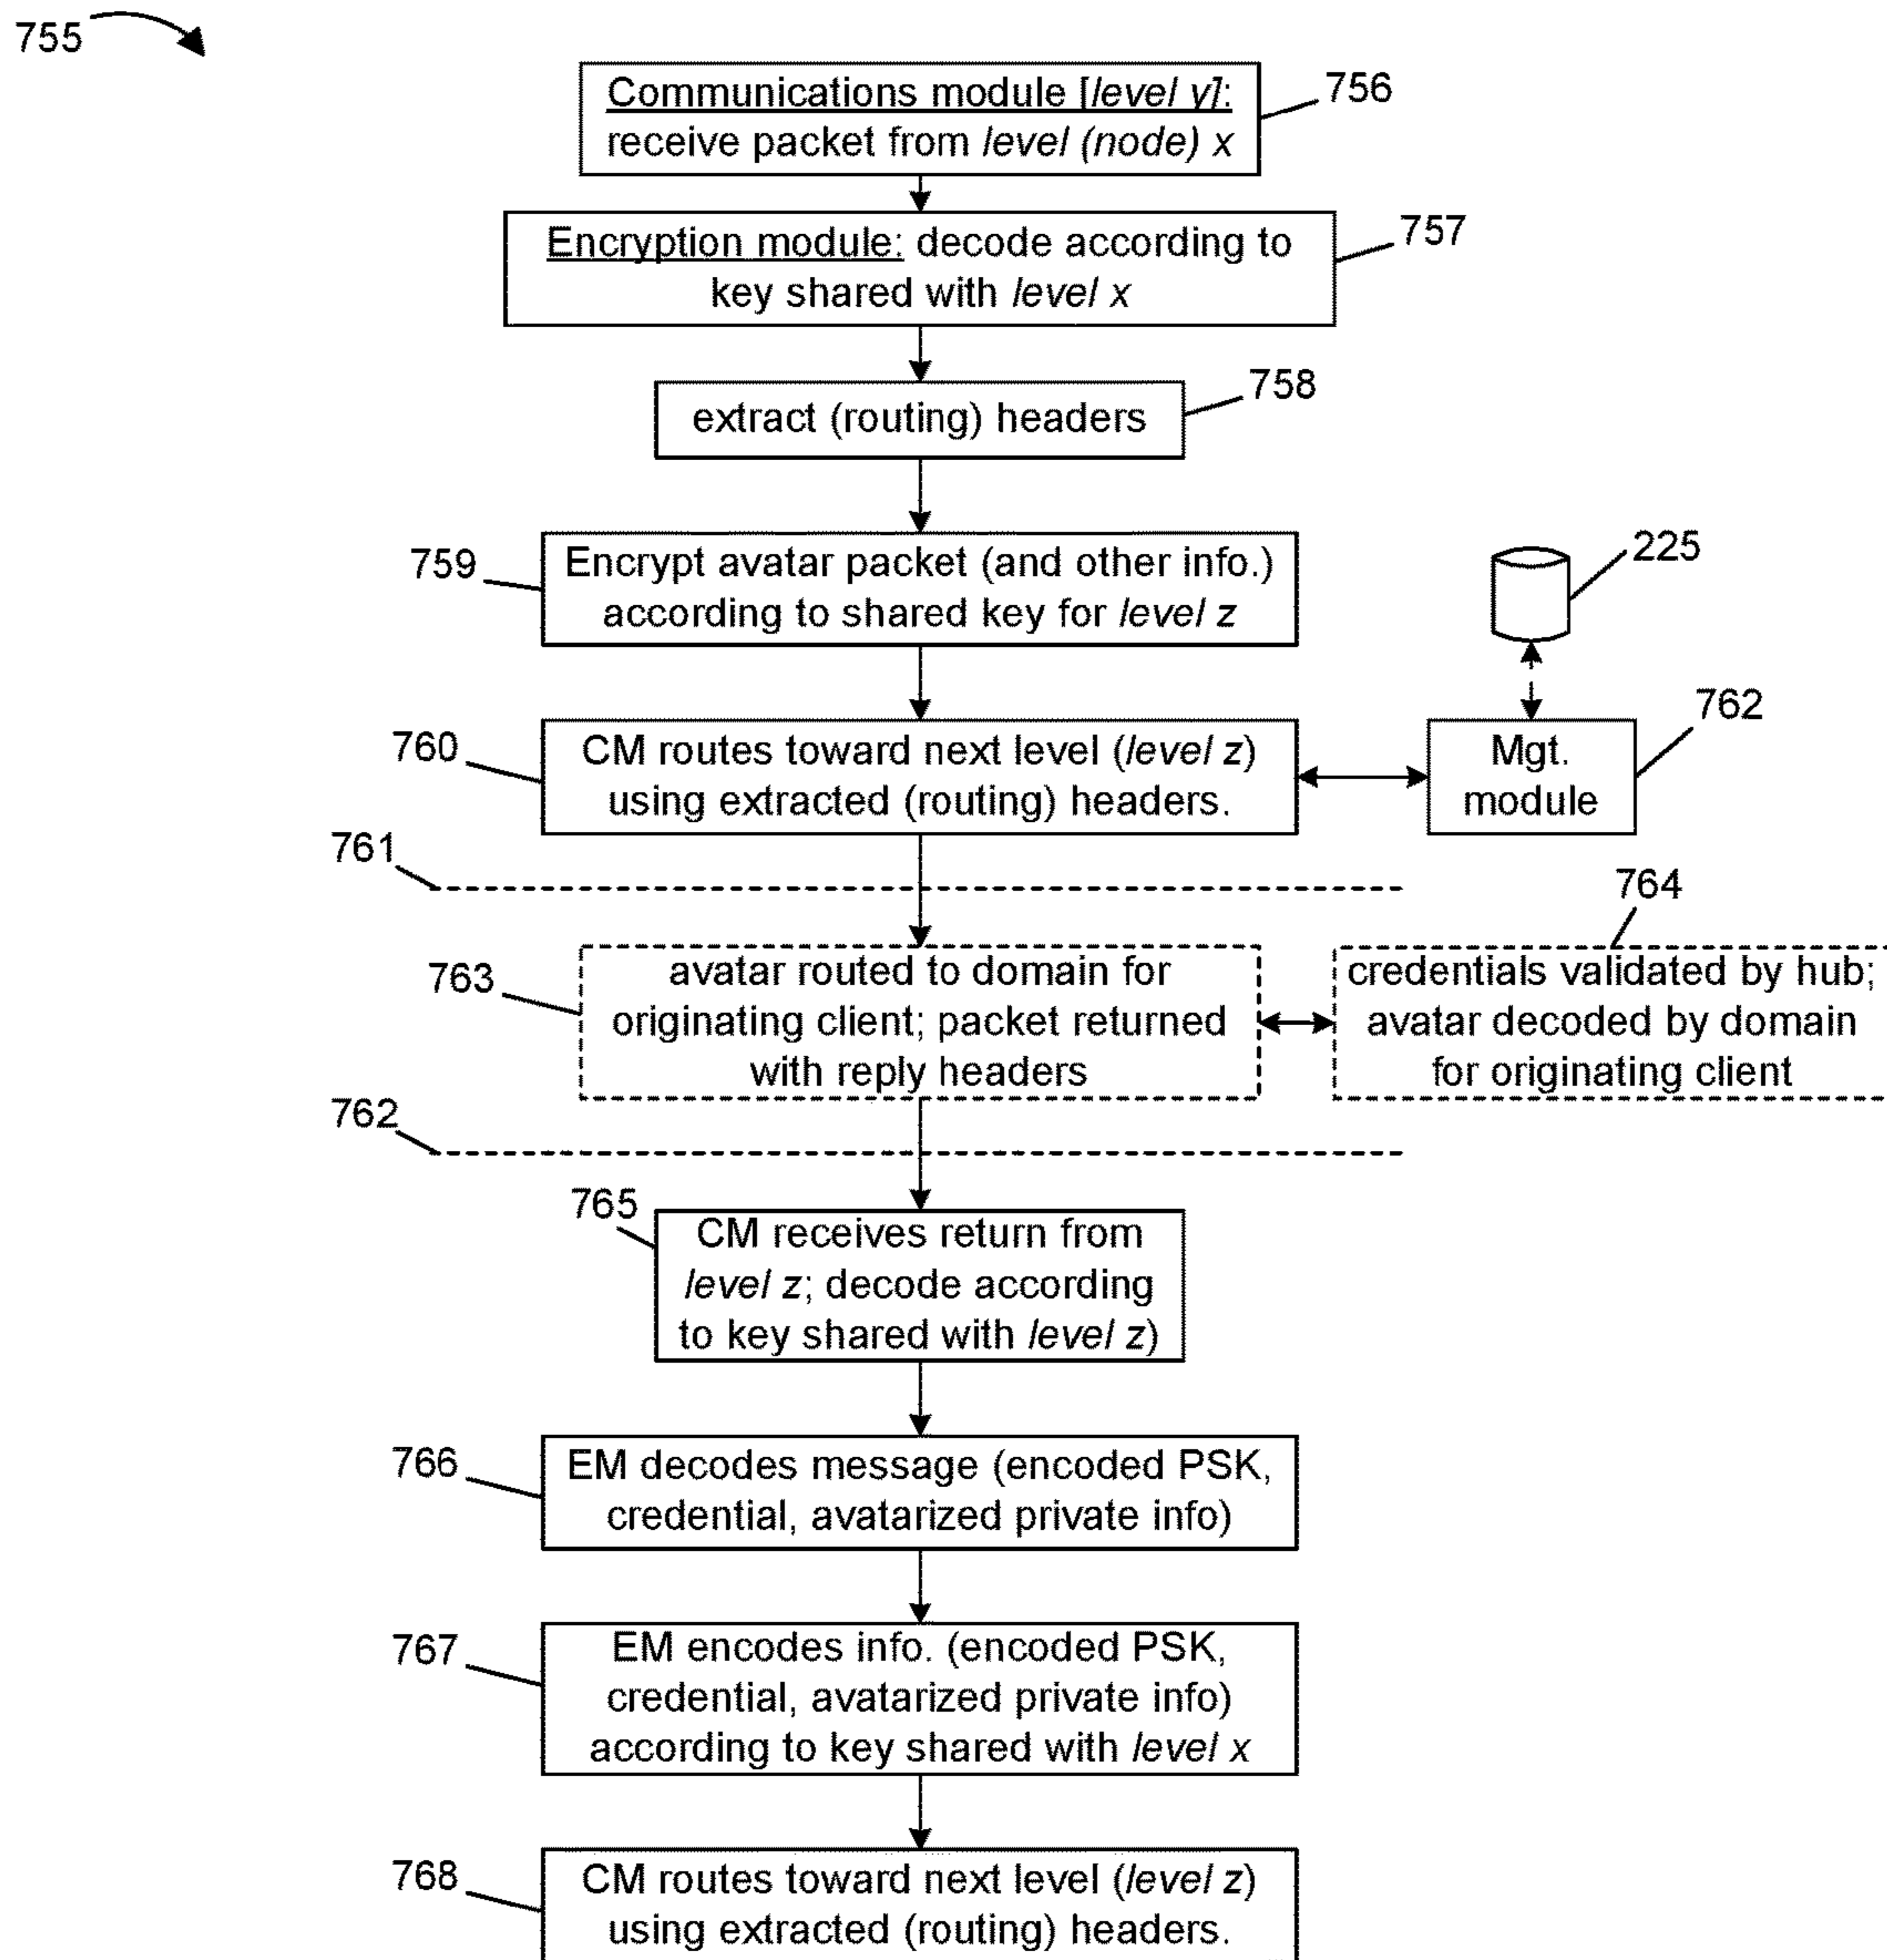 755
Communications module [level y]:
receive packet from level (node) x
756
Encryption module: decode according to
key shared with level x
757
extract (routing) headers
758
759
Encrypt avatar packet (and other info.)
according to shared key for level z
225
760
CM routes toward next level (level z)
using extracted (routing) headers.
Mgt.
module
762
761
763
avatar routed to domain for
originating client; packet returned
with reply headers
764
credentials validated by hub;
avatar decoded by domain
for originating client
762
765
CM receives return from
level z; decode according
to key shared with level z)
766
EM decodes message (encoded PSK,
credential, avatarized private info)
767
EM encodes info. (encoded PSK,
credential, avatarized private info)
according to key shared with level x
768
CM routes toward next level (level z)
using extracted (routing) headers.